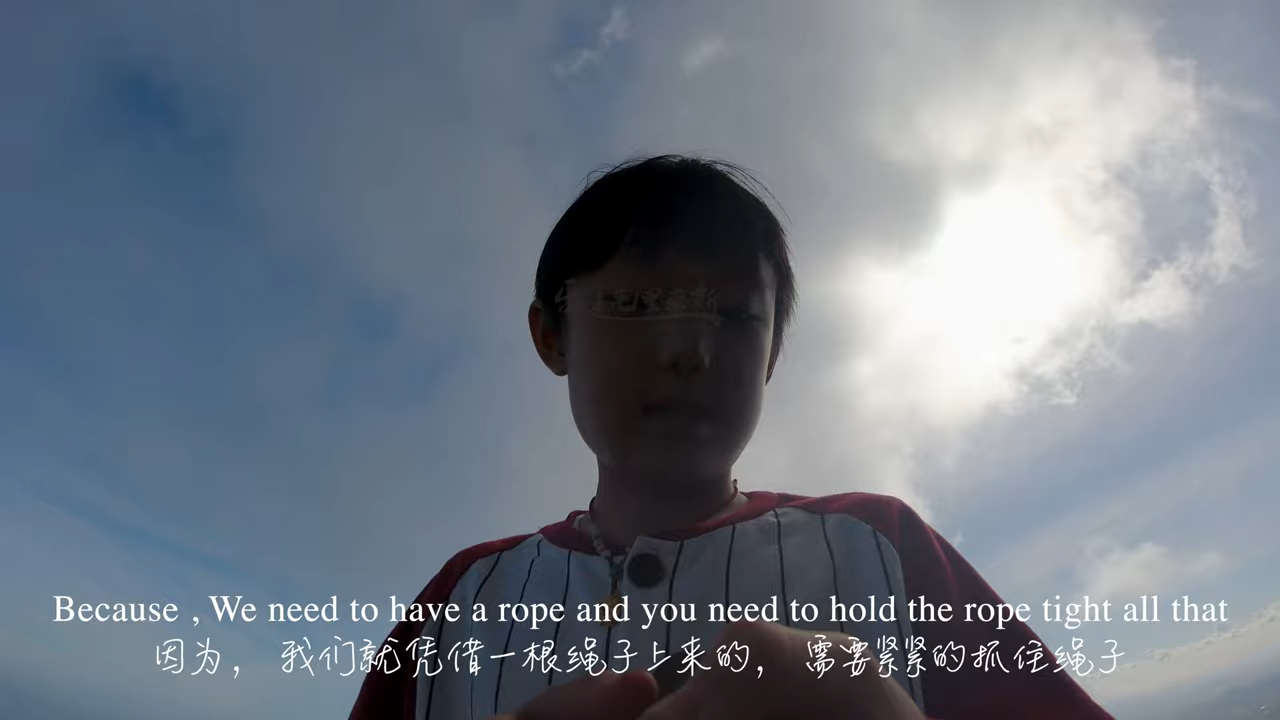 Because , We need to have a rope and you need to hold the rope tight all that
因为， 我们就凭借一根绳子上来的， 需要紧紧的抓住绳子